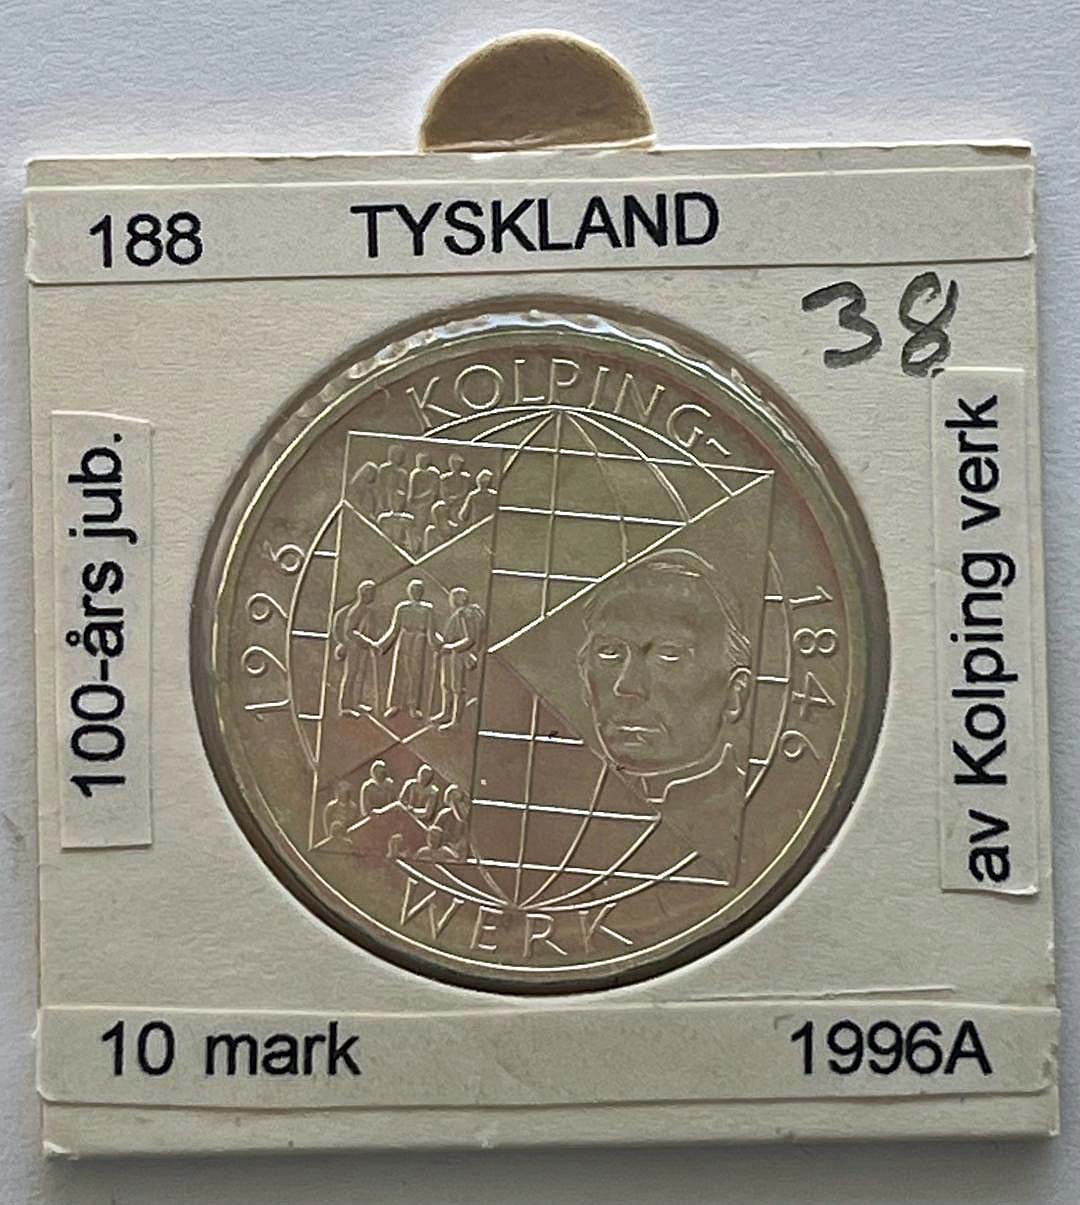 188 TYSKLAND
38
100-års jub.
av Kolping verk
KOLPING-
1996
1846
WERK
10 mark 1996A